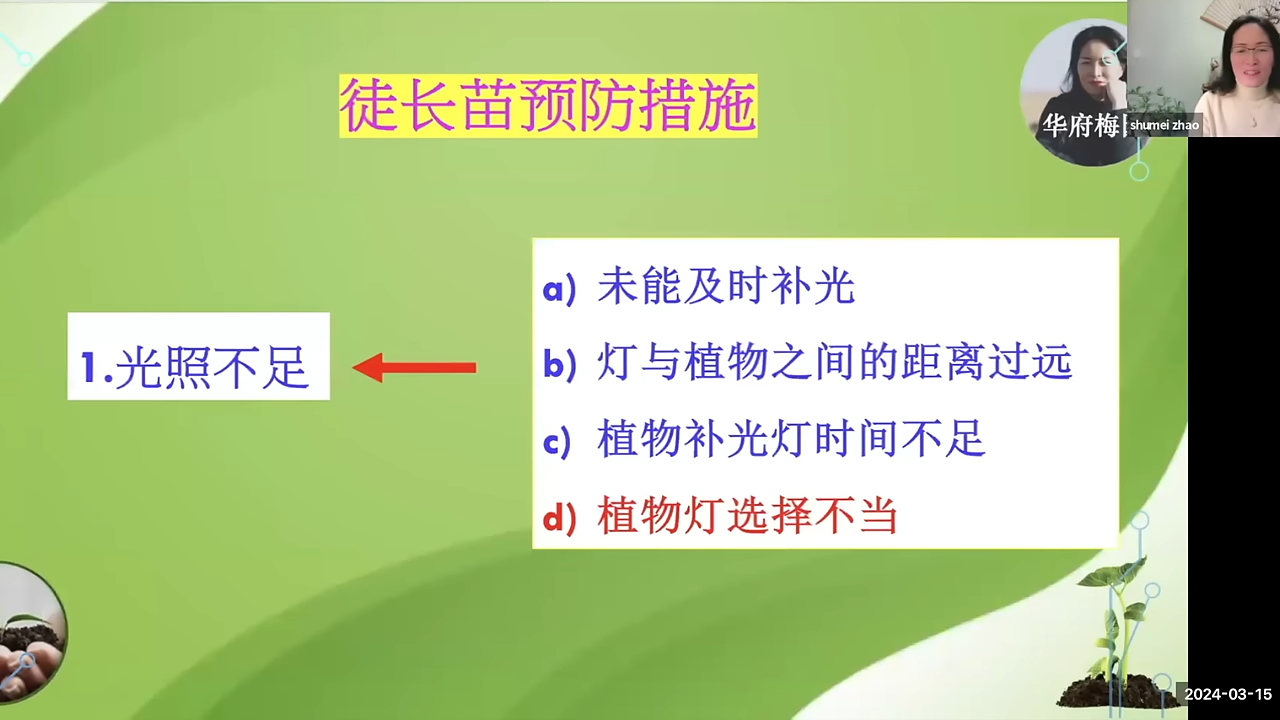 徒长苗预防措施
华府梅
shumei zhao
1.光照不足
a) 未能及时补光
b) 灯与植物之间的距离过远
c) 植物补光灯时间不足
d) 植物灯选择不当
2024-03-15